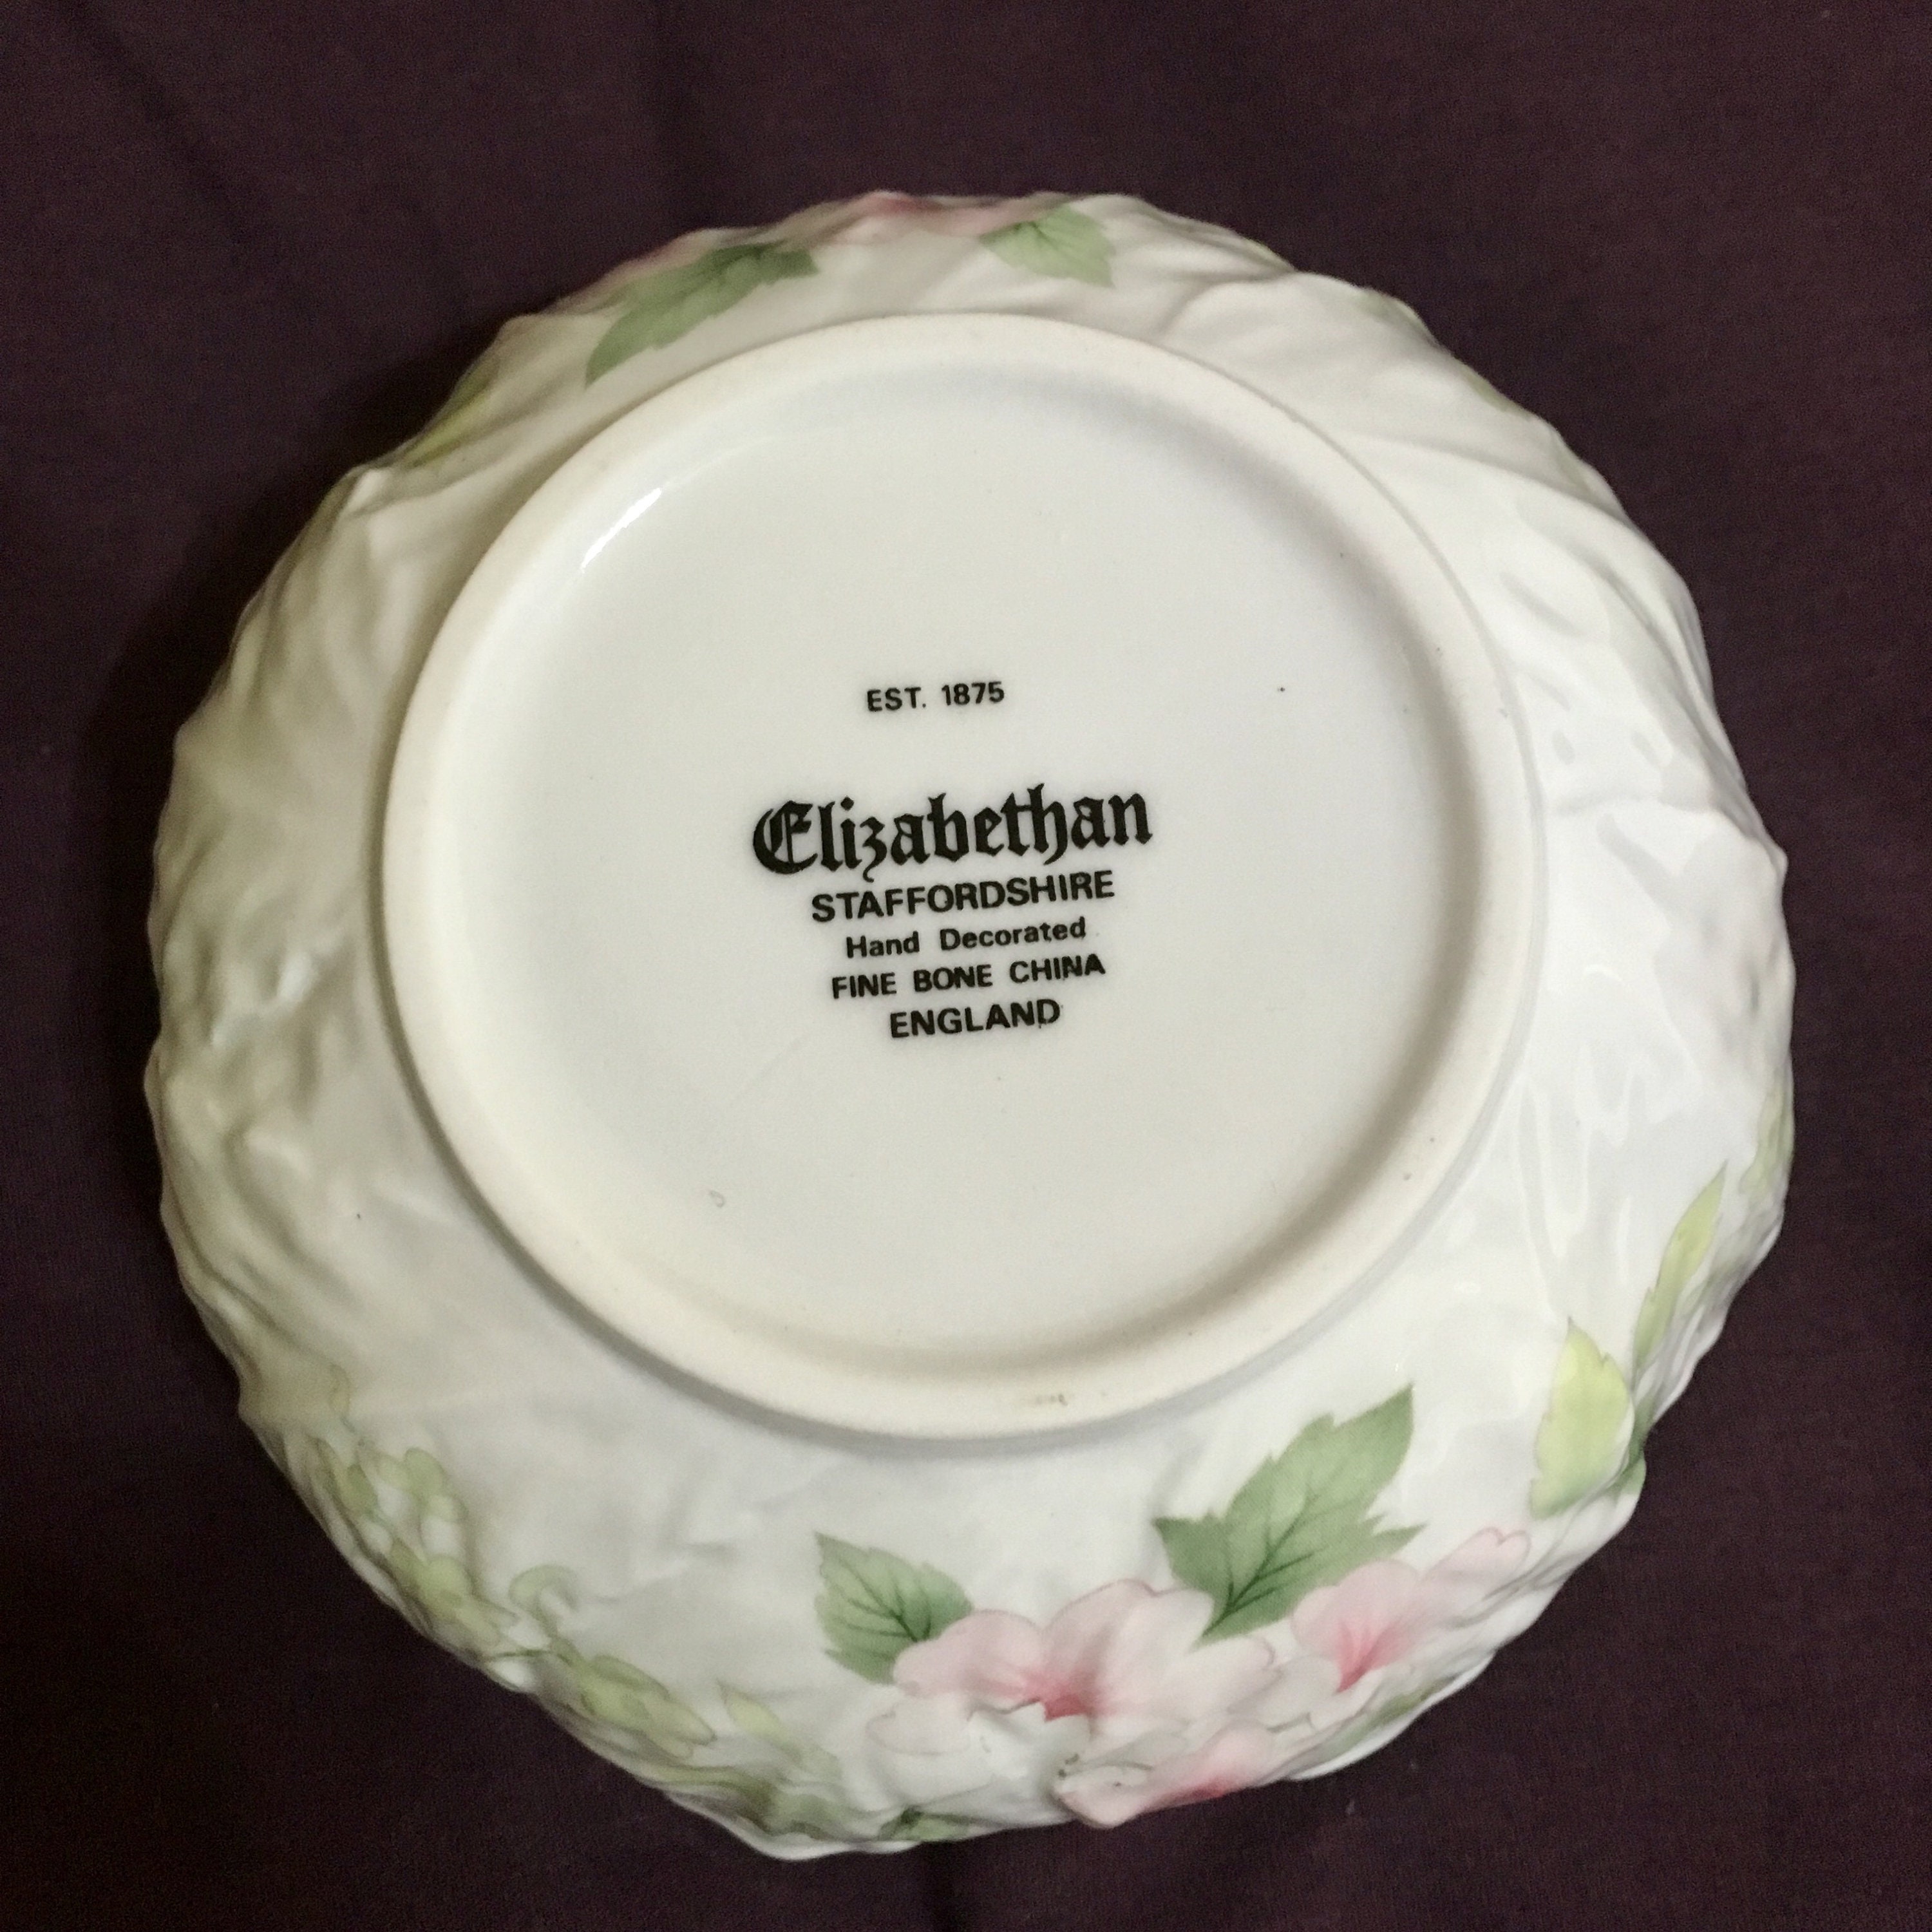 EST. 1875
Elizabethan
STAFFORDSHIRE
Hand Decorated
FINE BONE CHINA
ENGLAND